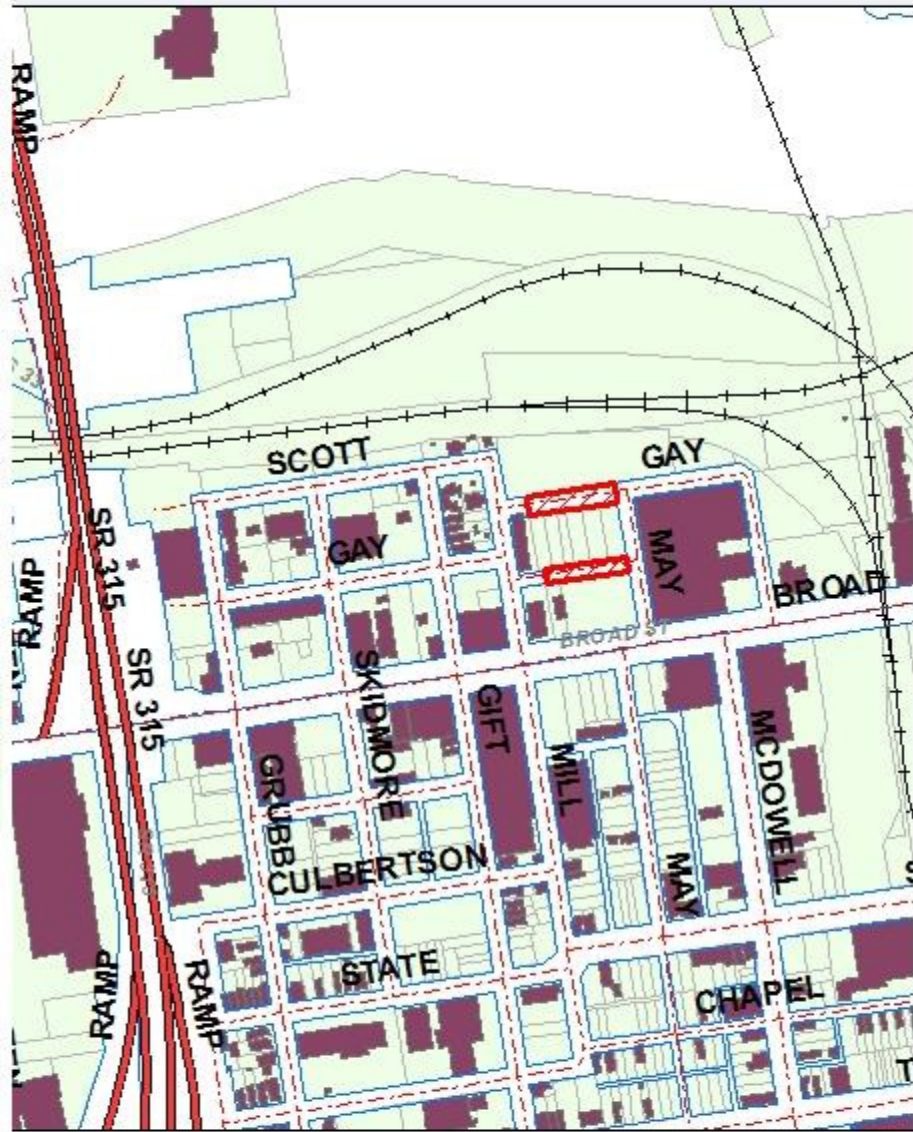 RAMP
SCOTT
GAY
GAY
SR 315
MAY
RAMP
BROAD
BROAD ST
SR 315
SKIDMORE
GIFT
MILL
MCDOWELL
GRUBB
CULBERTSON
MAY
STATE
RAMP
RAMP
CHAPEL